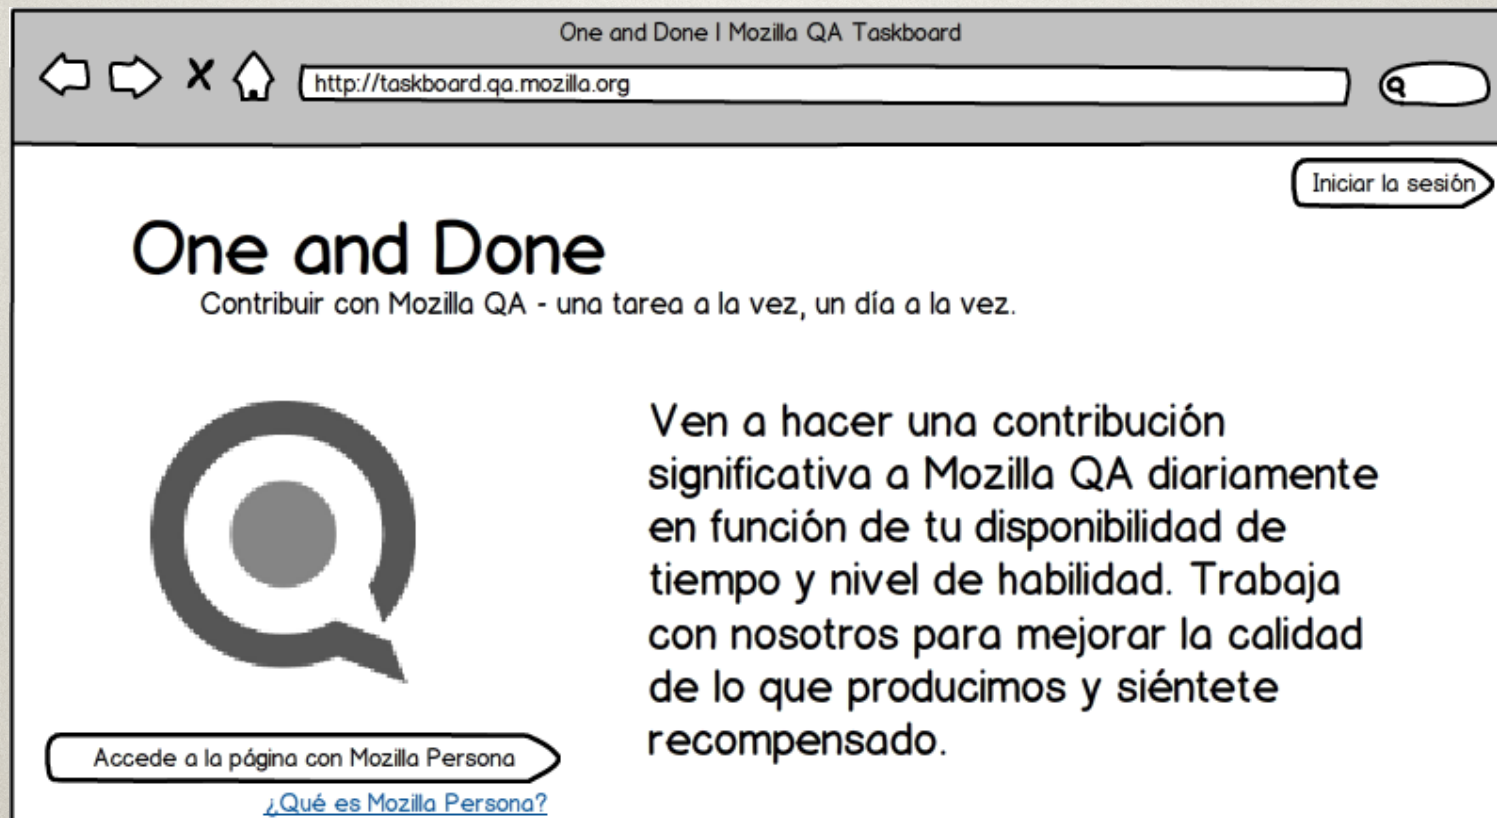 One and Done | Mozilla QA Taskboard
http://taskboard.qa.mozilla.org
Iniciar la sesión
One and Done
Contribuir con Mozilla QA - una tarea a la vez, un día a la vez.
Ven a hacer una contribución
significativa a Mozilla QA diariamente
en función de tu disponibilidad de
tiempo y nivel de habilidad. Trabaja
con nosotros para mejorar la calidad
de lo que producimos y siéntete
recompensado.
Accede a la página con Mozilla Persona
¿Qué es Mozilla Persona?